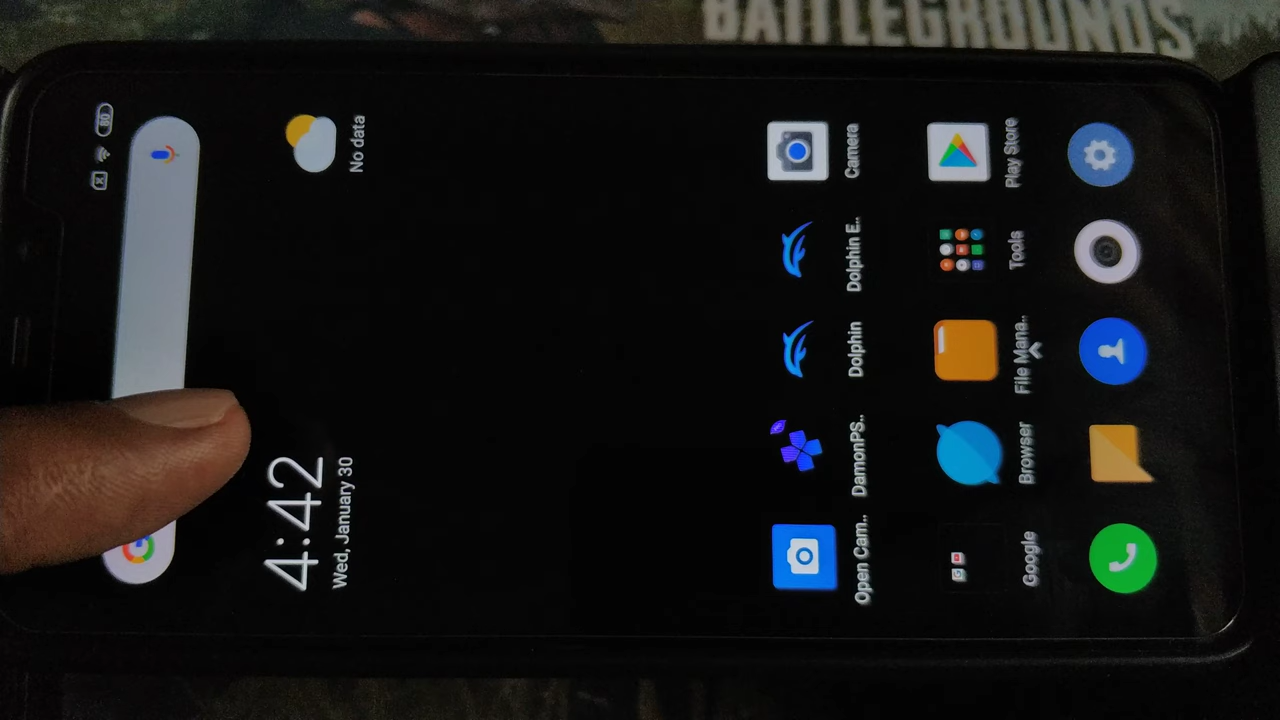 BATTLEGROUNDS
80
4:42
Wed, January 30
No data
Open Cam..
DamonPS..
Dolphin
Dolphin E..
Camera
Google
Browser
File Mana..
Tools
Play Store